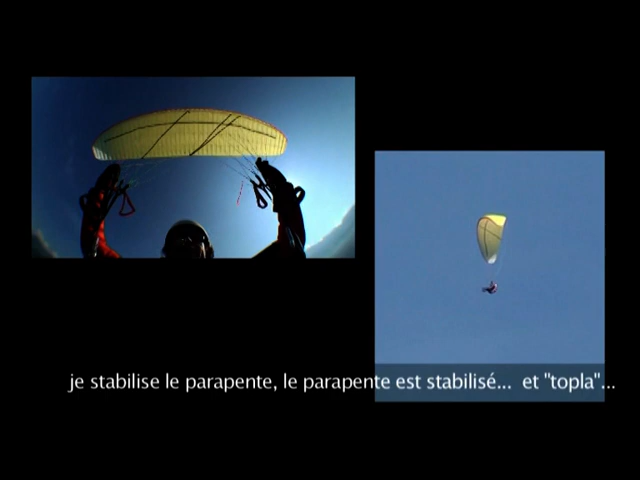 je stabilise le parapente, le parapente est stabilisé... et "topla"...